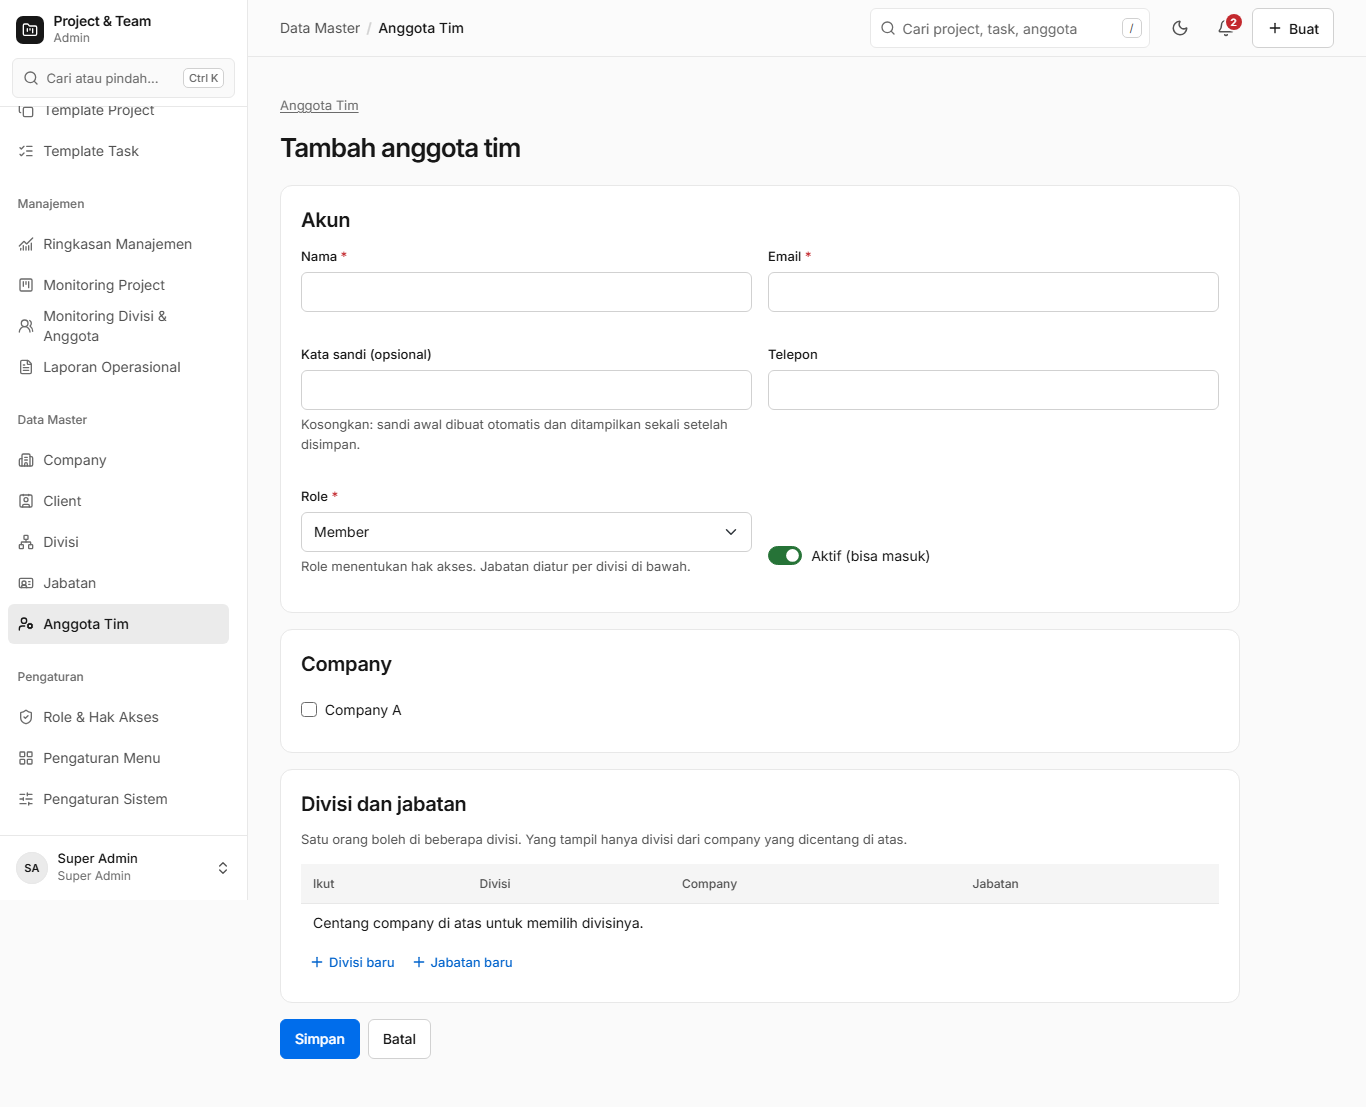 Project & Team
Admin
Cari atau pindah...
Ctrl K
Template Project
Template Task
Manajemen
Ringkasan Manajemen
Monitoring Project
Monitoring Divisi &
Anggota
Laporan Operasional
Data Master
Company
Client
Divisi
Jabatan
Anggota Tim
Pengaturan
Role & Hak Akses
Pengaturan Menu
Pengaturan Sistem
SA
Super Admin
Super Admin
Data Master / Anggota Tim
Cari project, task, anggota
/
2
Buat
Anggota Tim
Tambah anggota tim
Akun
Nama *
Email *
Kata sandi (opsional)
Telepon
Kosongkan: sandi awal dibuat otomatis dan ditampilkan sekali setelah
disimpan.
Role *
Member
Role menentukan hak akses. Jabatan diatur per divisi di bawah.
Aktif (bisa masuk)
Company
Company A
Divisi dan jabatan
Satu orang boleh di beberapa divisi. Yang tampil hanya divisi dari company yang dicentang di atas.
Ikut Divisi Company Jabatan
Centang company di atas untuk memilih divisinya.
+ Divisi baru + Jabatan baru
Simpan
Batal